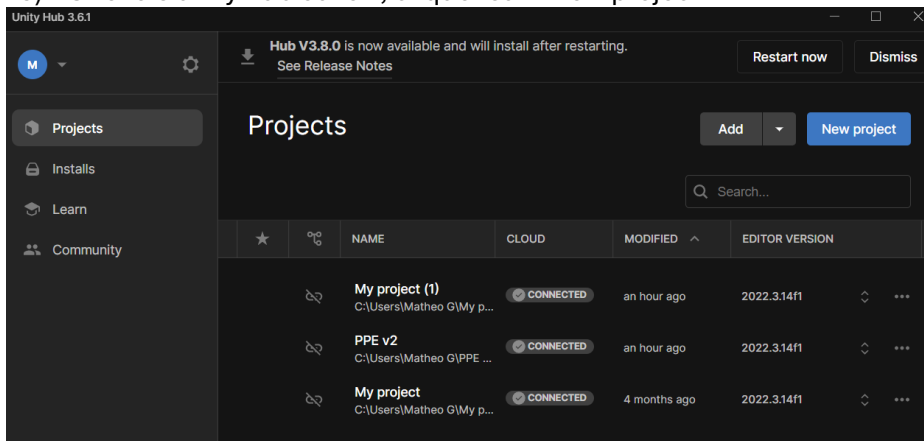 Unity Hub 3.6.1
Hub V3.8.0 is now available and will install after restarting.
See Release Notes
Restart now
Dismiss
M
Projects
Installs
Learn
Community
Projects
Add
New project
Search...
NAME CLOUD MODIFIED EDITOR VERSION
My project (1)
C:\Users\Matheo G\My p...
CONNECTED an hour ago 2022.3.14f1
PPE v2
C:\Users\Matheo G\PPE ...
CONNECTED an hour ago 2022.3.14f1
My project
C:\Users\Matheo G\My p...
CONNECTED 4 months ago 2022.3.14f1